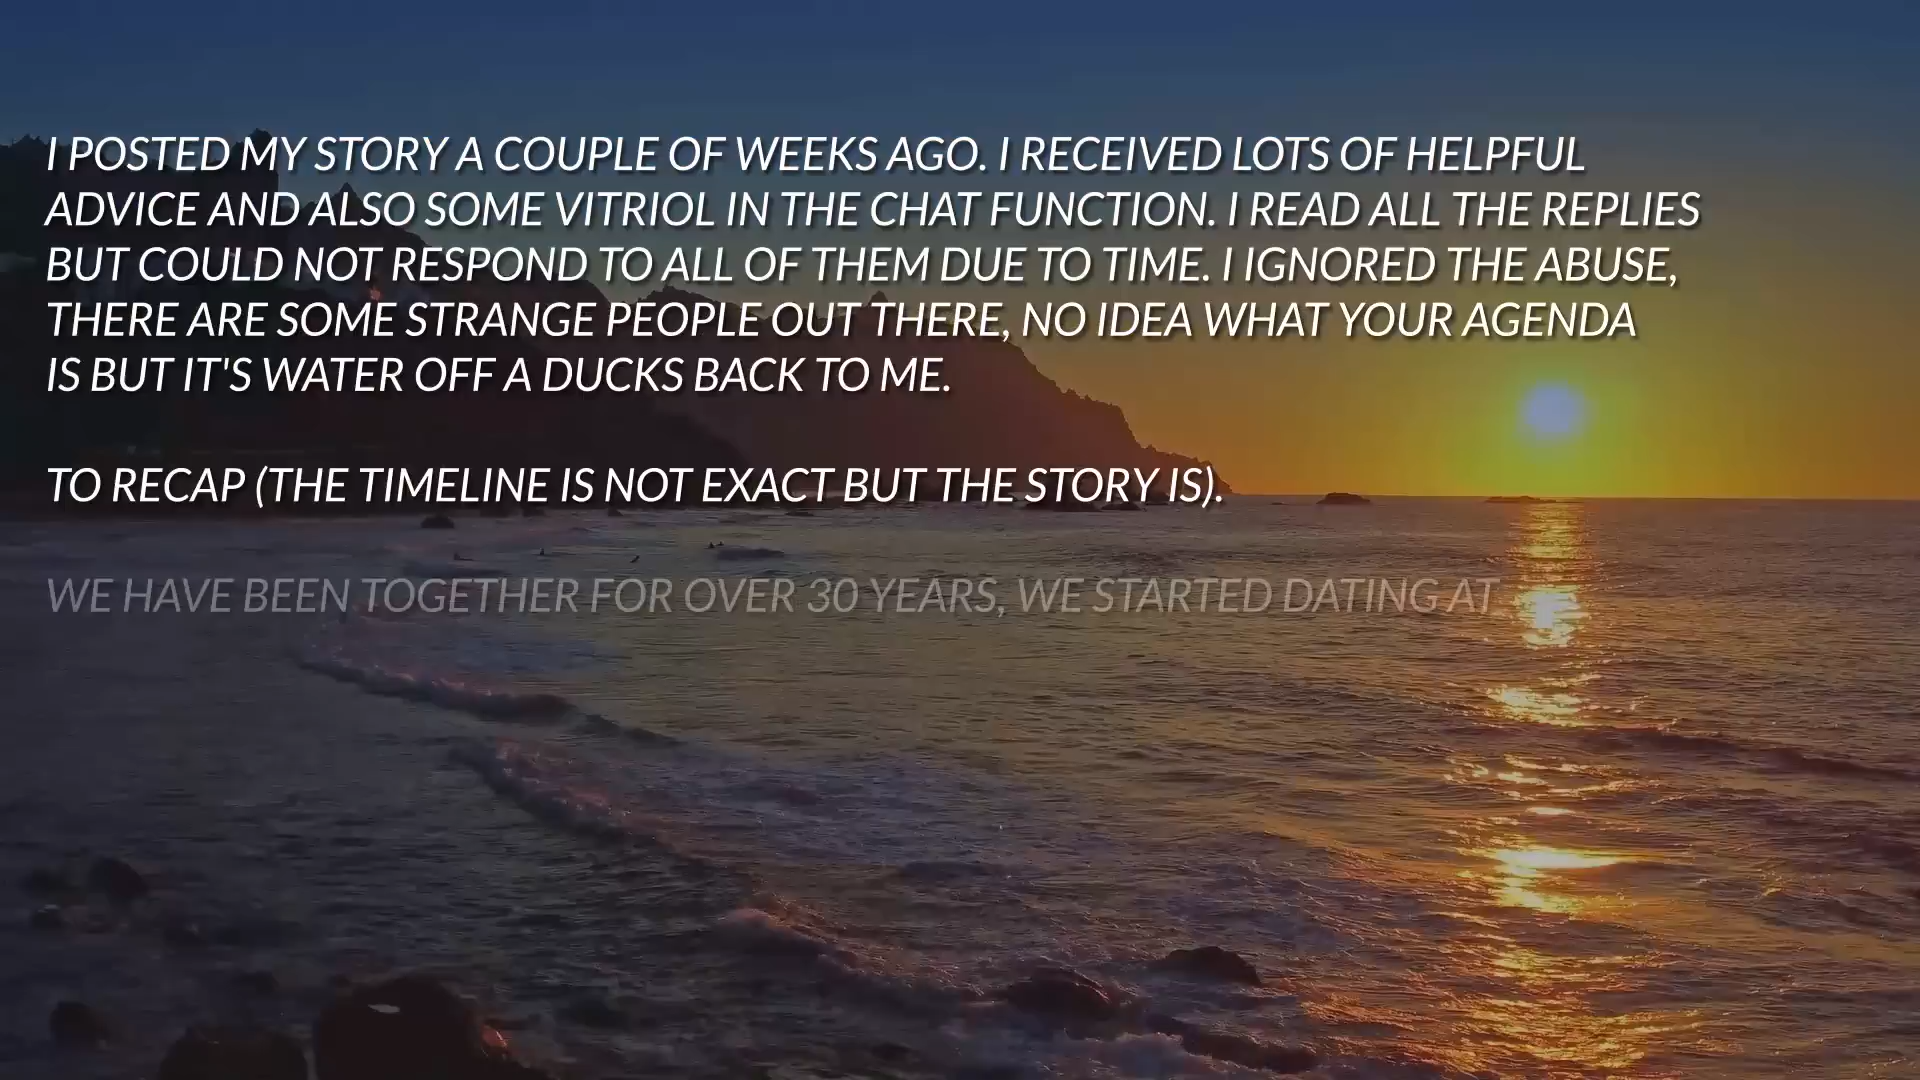 I POSTED MY STORY A COUPLE OF WEEKS AGO. I RECEIVED LOTS OF HELPFUL
ADVICE AND ALSO SOME VITRIOL IN THE CHAT FUNCTION. I READ ALL THE REPLIES
BUT COULD NOT RESPOND TO ALL OF THEM DUE TO TIME. I IGNORED THE ABUSE,
THERE ARE SOME STRANGE PEOPLE OUT THERE, NO IDEA WHAT YOUR AGENDA
IS BUT IT'S WATER OFF A DUCKS BACK TO ME.
TO RECAP (THE TIMELINE IS NOT EXACT BUT THE STORY IS).
WE HAVE BEEN TOGETHER FOR OVER 30 YEARS, WE STARTED DATING AT